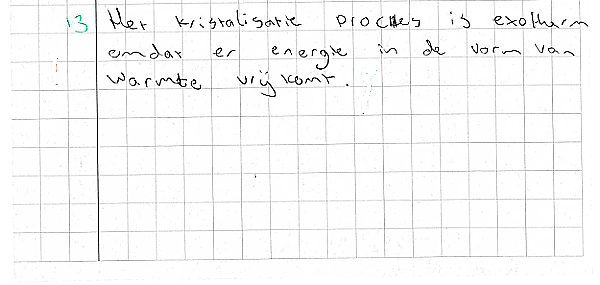 13 Het kristalisatie proces is exotherm
omdat er energie in de vorm van
warmte vrij komt.